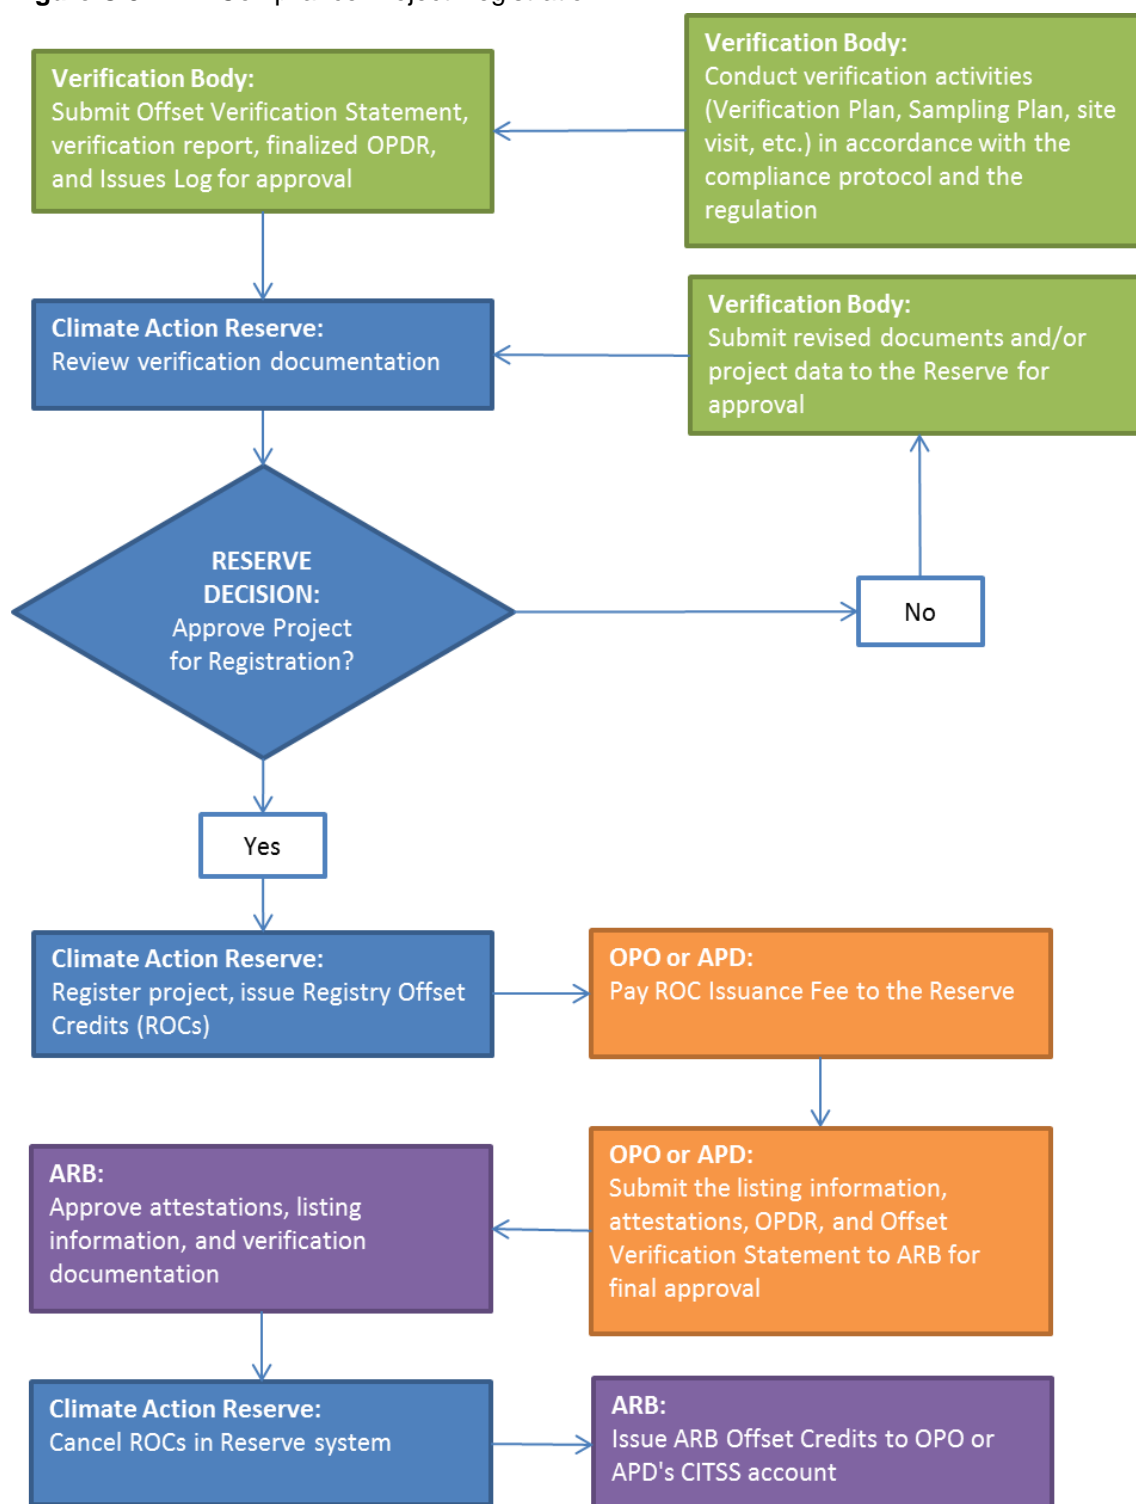 Verification Body:
Conduct verification activities
(Verification Plan, Sampling Plan, site
visit, etc.) in accordance with the
compliance protocol and the
regulation
Verification Body:
Submit Offset Verification Statement,
verification report, finalized OPDR,
and Issues Log for approval
Climate Action Reserve:
Review verification documentation
Verification Body:
Submit revised documents and/or
project data to the Reserve for
approval
RESERVE
DECISION:
Approve Project
for Registration?
No
Yes
Climate Action Reserve:
Register project, issue Registry Offset
Credits (ROCs)
OPO or APD:
Pay ROC Issuance Fee to the Reserve
OPO or APD:
Submit the listing information,
attestations, OPDR, and Offset
Verification Statement to ARB for
final approval
ARB:
Approve attestations, listing
information, and verification
documentation
Climate Action Reserve:
Cancel ROCs in Reserve system
ARB:
Issue ARB Offset Credits to OPO or
APD's CITSS account